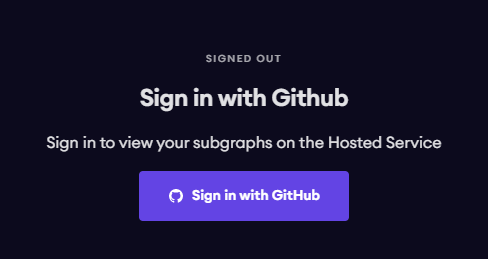 SIGNED OUT
Sign in with Github
Sign in to view your subgraphs on the Hosted Service
Sign in with GitHub